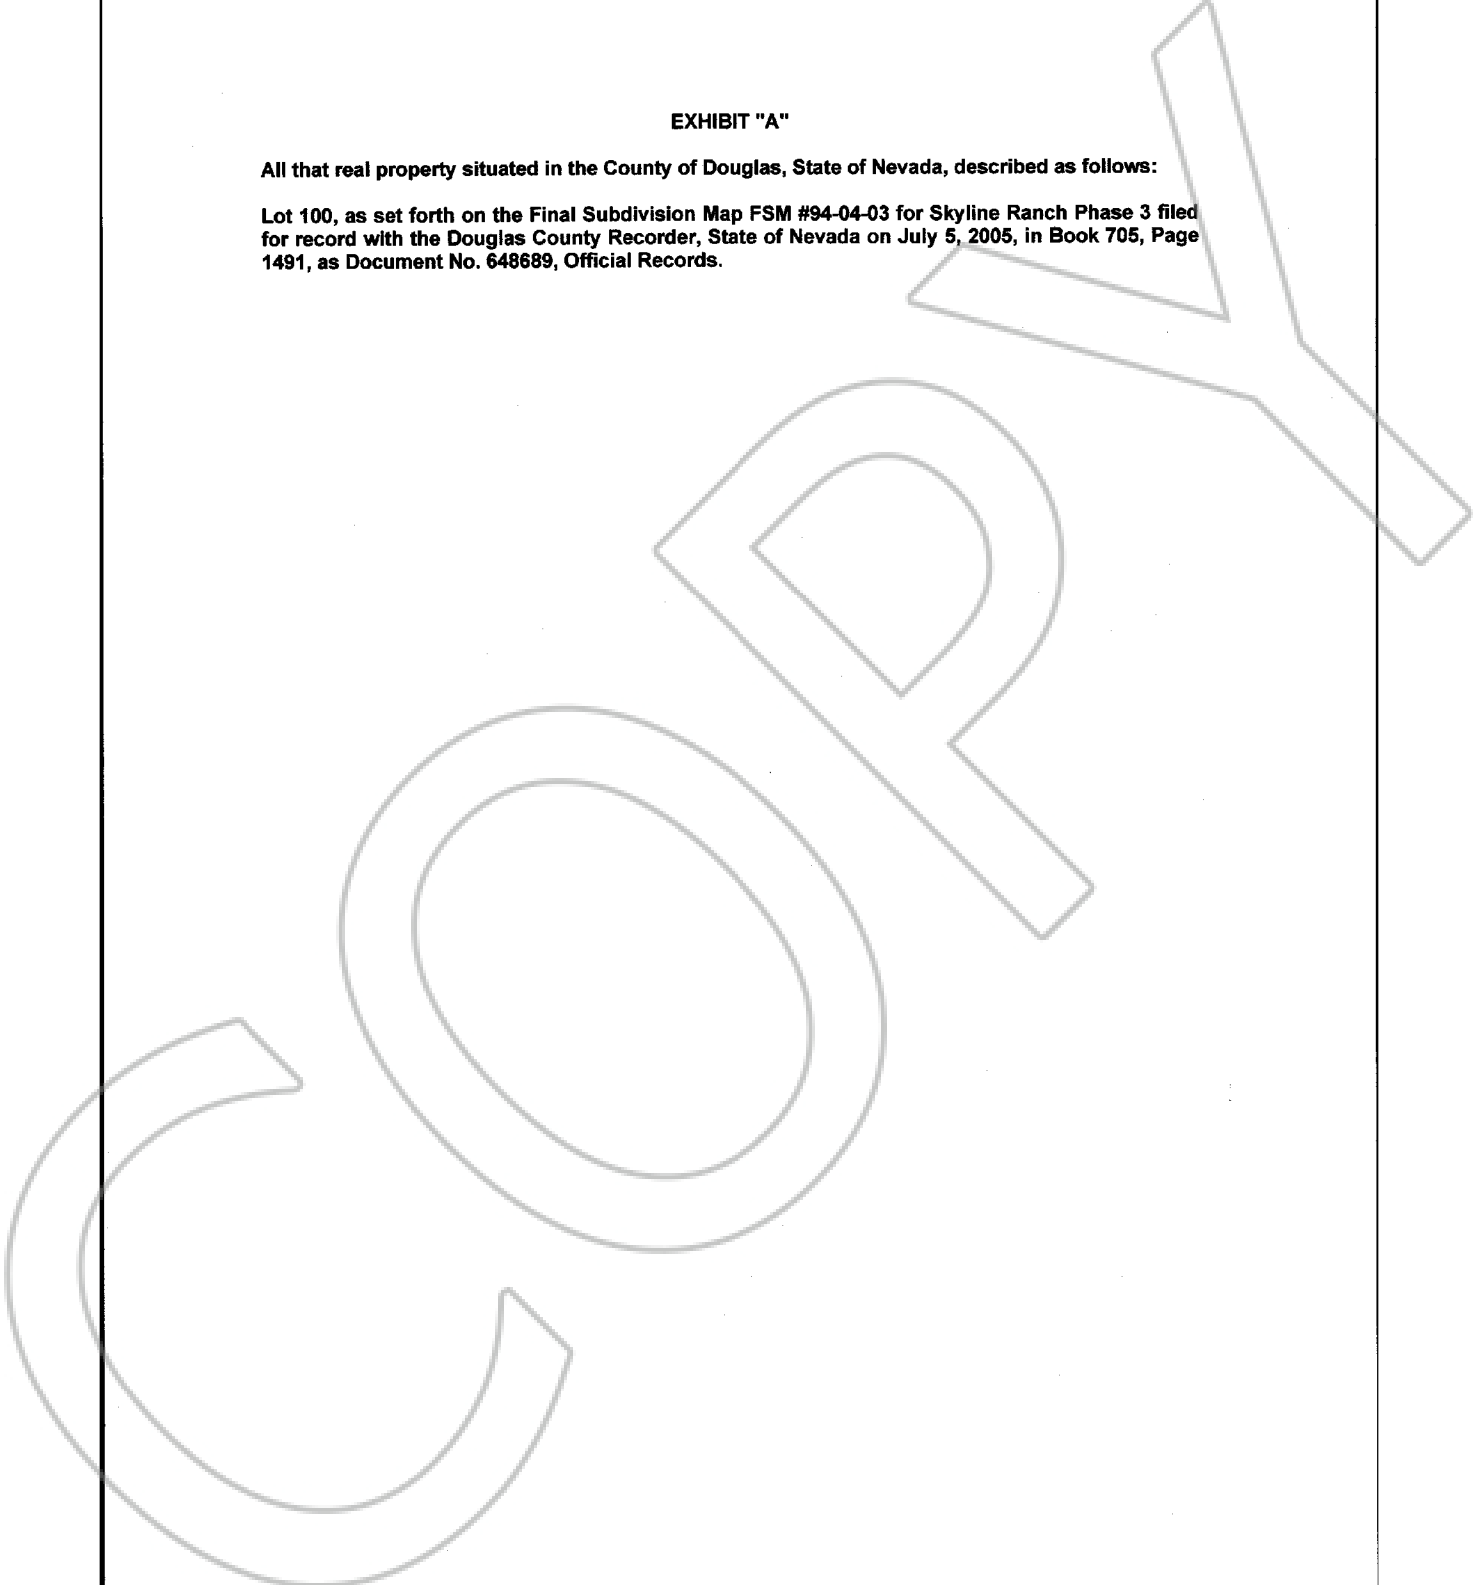 EXHIBIT "A"
All that real property situated in the County of Douglas, State of Nevada, described as follows:
Lot 100, as set forth on the Final Subdivision Map FSM #94-04-03 for Skyline Ranch Phase 3 filed
for record with the Douglas County Recorder, State of Nevada on July 5, 2005, in Book 705, Page
1491, as Document No. 648689, Official Records.
COPY